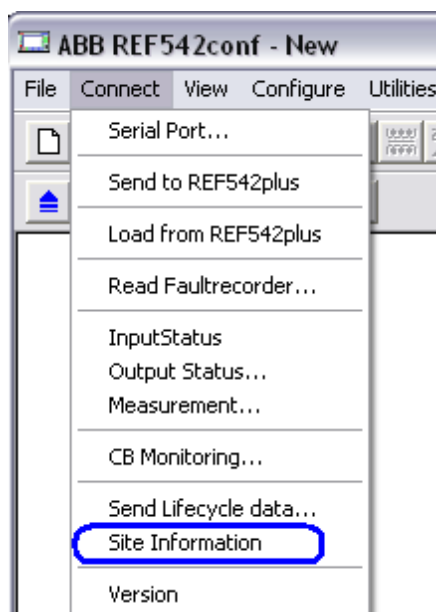 ABB REF542conf - New
File Connect View Configure Utilities
Serial Port...
Send to REF542plus
Load from REF542plus
Read Faultrecorder...
InputStatus
Output Status...
Measurement...
CB Monitoring...
Send Lifecycle data...
Site Information
Version